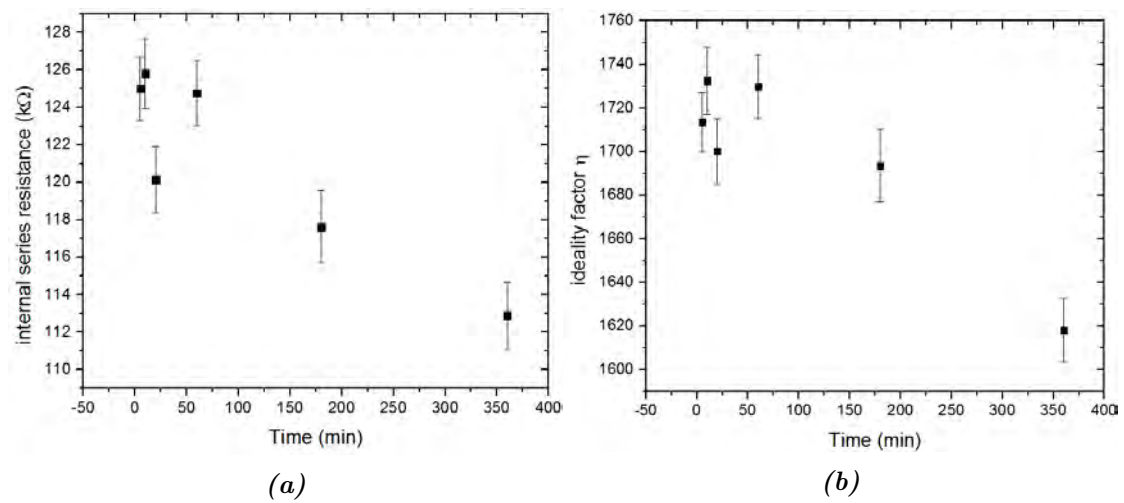 128
126
124
122
120
118
116
114
112
110
internal series resistance (kΩ)
-50 0 50 100 150 200 250 300 350 400
Time (min)
(a)
1760
1740
1720
1700
1680
1660
1640
1620
1600
ideality factor η
-50 0 50 100 150 200 250 300 350 400
Time (min)
(b)